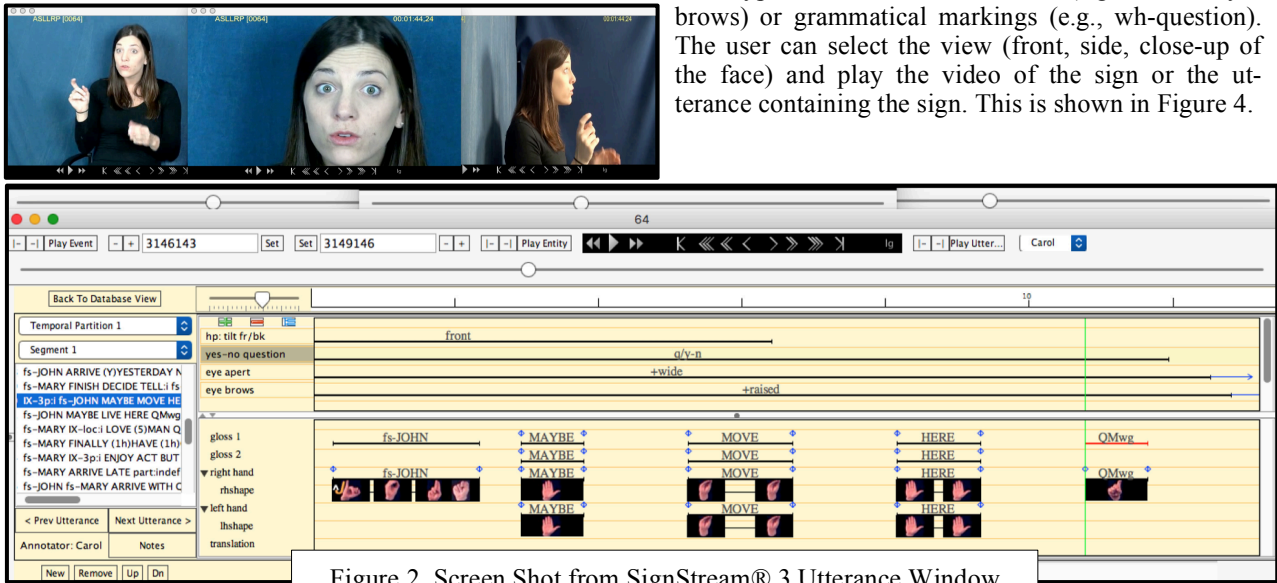 ASLLRP [0064]
ASLLRP [0064]
00:01:44,24
00:01:44,24
lg
brows) or grammatical markings (e.g., wh-question).
The user can select the view (front, side, close-up of
the face) and play the video of the sign or the ut-
terance containing the sign. This is shown in Figure 4.
64
Play Event
3146143
Set
Set
3149146
Play Entity
lg
Play Utter...
Carol
Back To Database View
10
Temporal Partition 1
Segment 1
fs-JOHN ARRIVE (Y)YESTERDAY N
fs-MARY FINISH DECIDE TELL:i fs
IX-3p:i fs-JOHN MAYBE MOVE HE
fs-JOHN MAYBE LIVE HERE QMwg
fs-MARY IX-loc:i LOVE (5)MAN Q
fs-MARY FINALLY (1h)HAVE (1h)
fs-MARY IX-3p:i ENJOY ACT BUT
fs-MARY ARRIVE LATE part:indef
fs-JOHN fs-MARY ARRIVE WITH C
< Prev Utterance Next Utterance >
Annotator: Carol Notes
New Remove Up Dn
hp: tilt fr/bk front
yes-no question q/y-n
eye apert +wide
eye brows +raised
gloss 1 fs-JOHN MAYBE MOVE HERE QMwg
gloss 2 MAYBE MOVE HERE
right hand fs-JOHN MAYBE MOVE HERE QMwg
rhshape
left hand MAYBE MOVE HERE
lhshape
translation
Figure 2. Screen Shot from SignStream® 3 Utterance Window